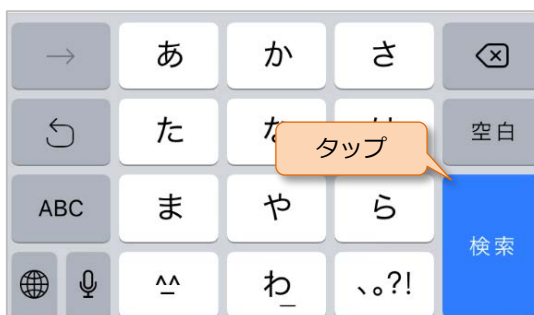 → あ か さ
た な 空白
タップ
ABC ま や ら
検索
^^ わ 、。?!